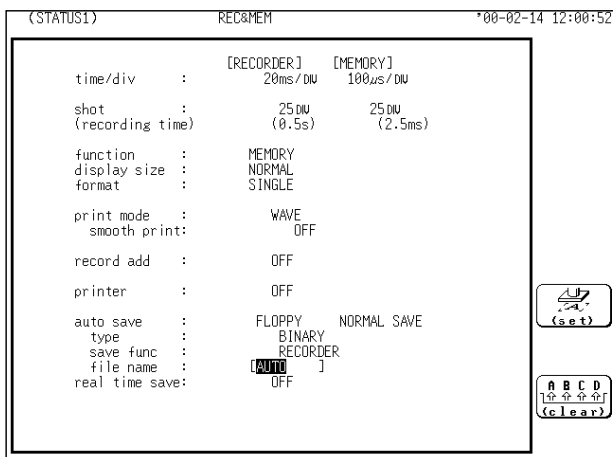 (STATUS1) REC&MEM '00-02-14 12:00:52
[RECORDER] [MEMORY]
time/div : 20ms/DIV 100µs/DIV
shot : 25DIV 25DIV
(recording time) (0.5s) (2.5ms)
function : MEMORY
display size : NORMAL
format : SINGLE
print mode : WAVE
smooth print: OFF
record add : OFF
printer : OFF
auto save : FLOPPY NORMAL SAVE
type : BINARY
save func : RECORDER
file name : [AUTO ]
real time save: OFF
(set)
A B C D
(clear)